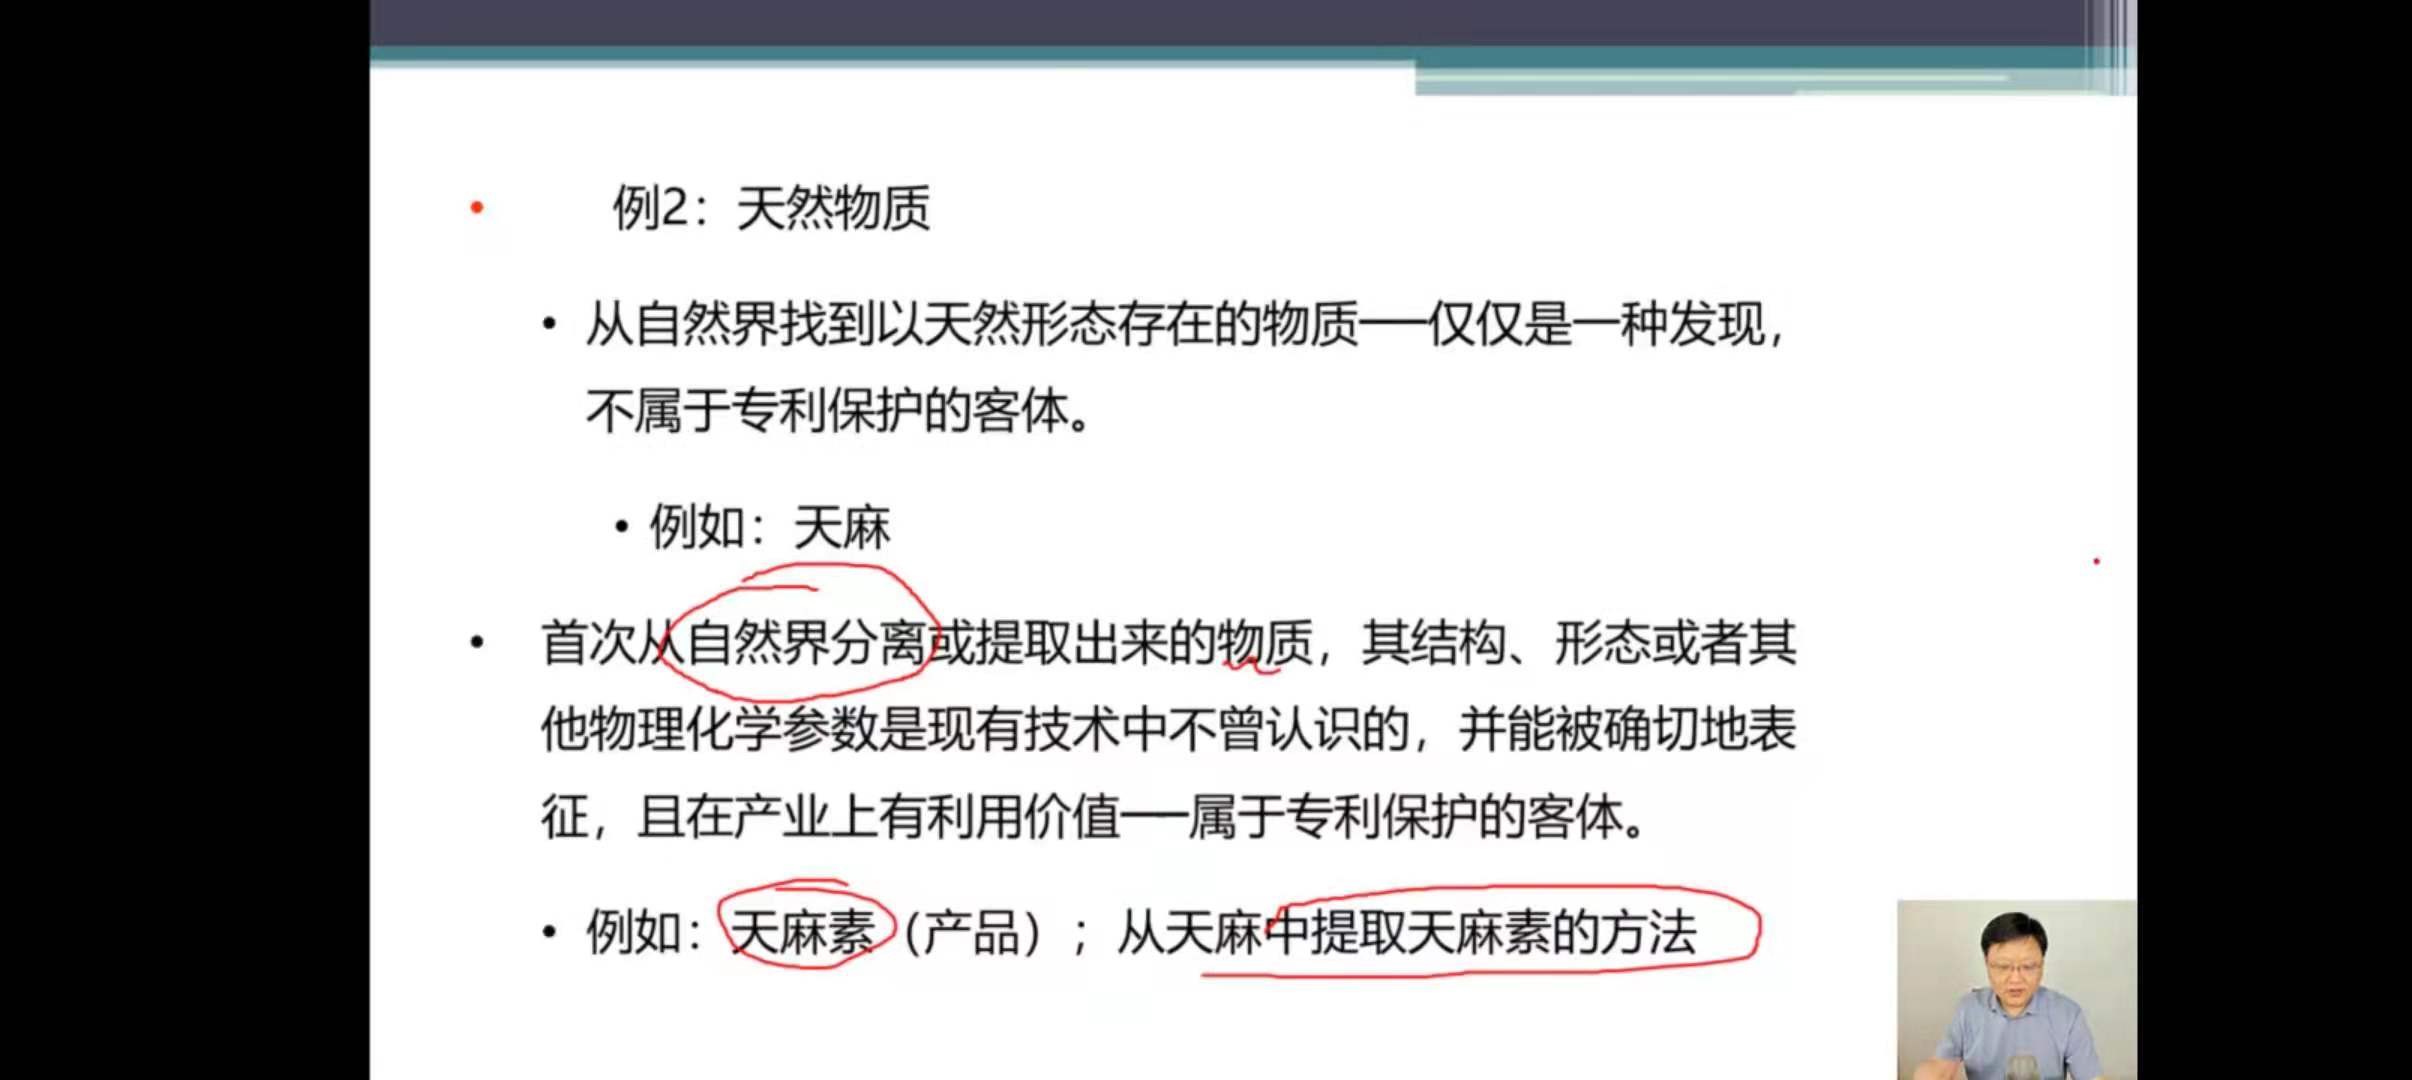 例2：天然物质
从自然界找到以天然形态存在的物质──仅仅是一种发现，
不属于专利保护的客体。
例如：天麻
首次从自然界分离或提取出来的物质，其结构、形态或者其
他物理化学参数是现有技术中不曾认识的，并能被确切地表
征，且在产业上有利用价值──属于专利保护的客体。
例如：天麻素（产品）；从天麻中提取天麻素的方法